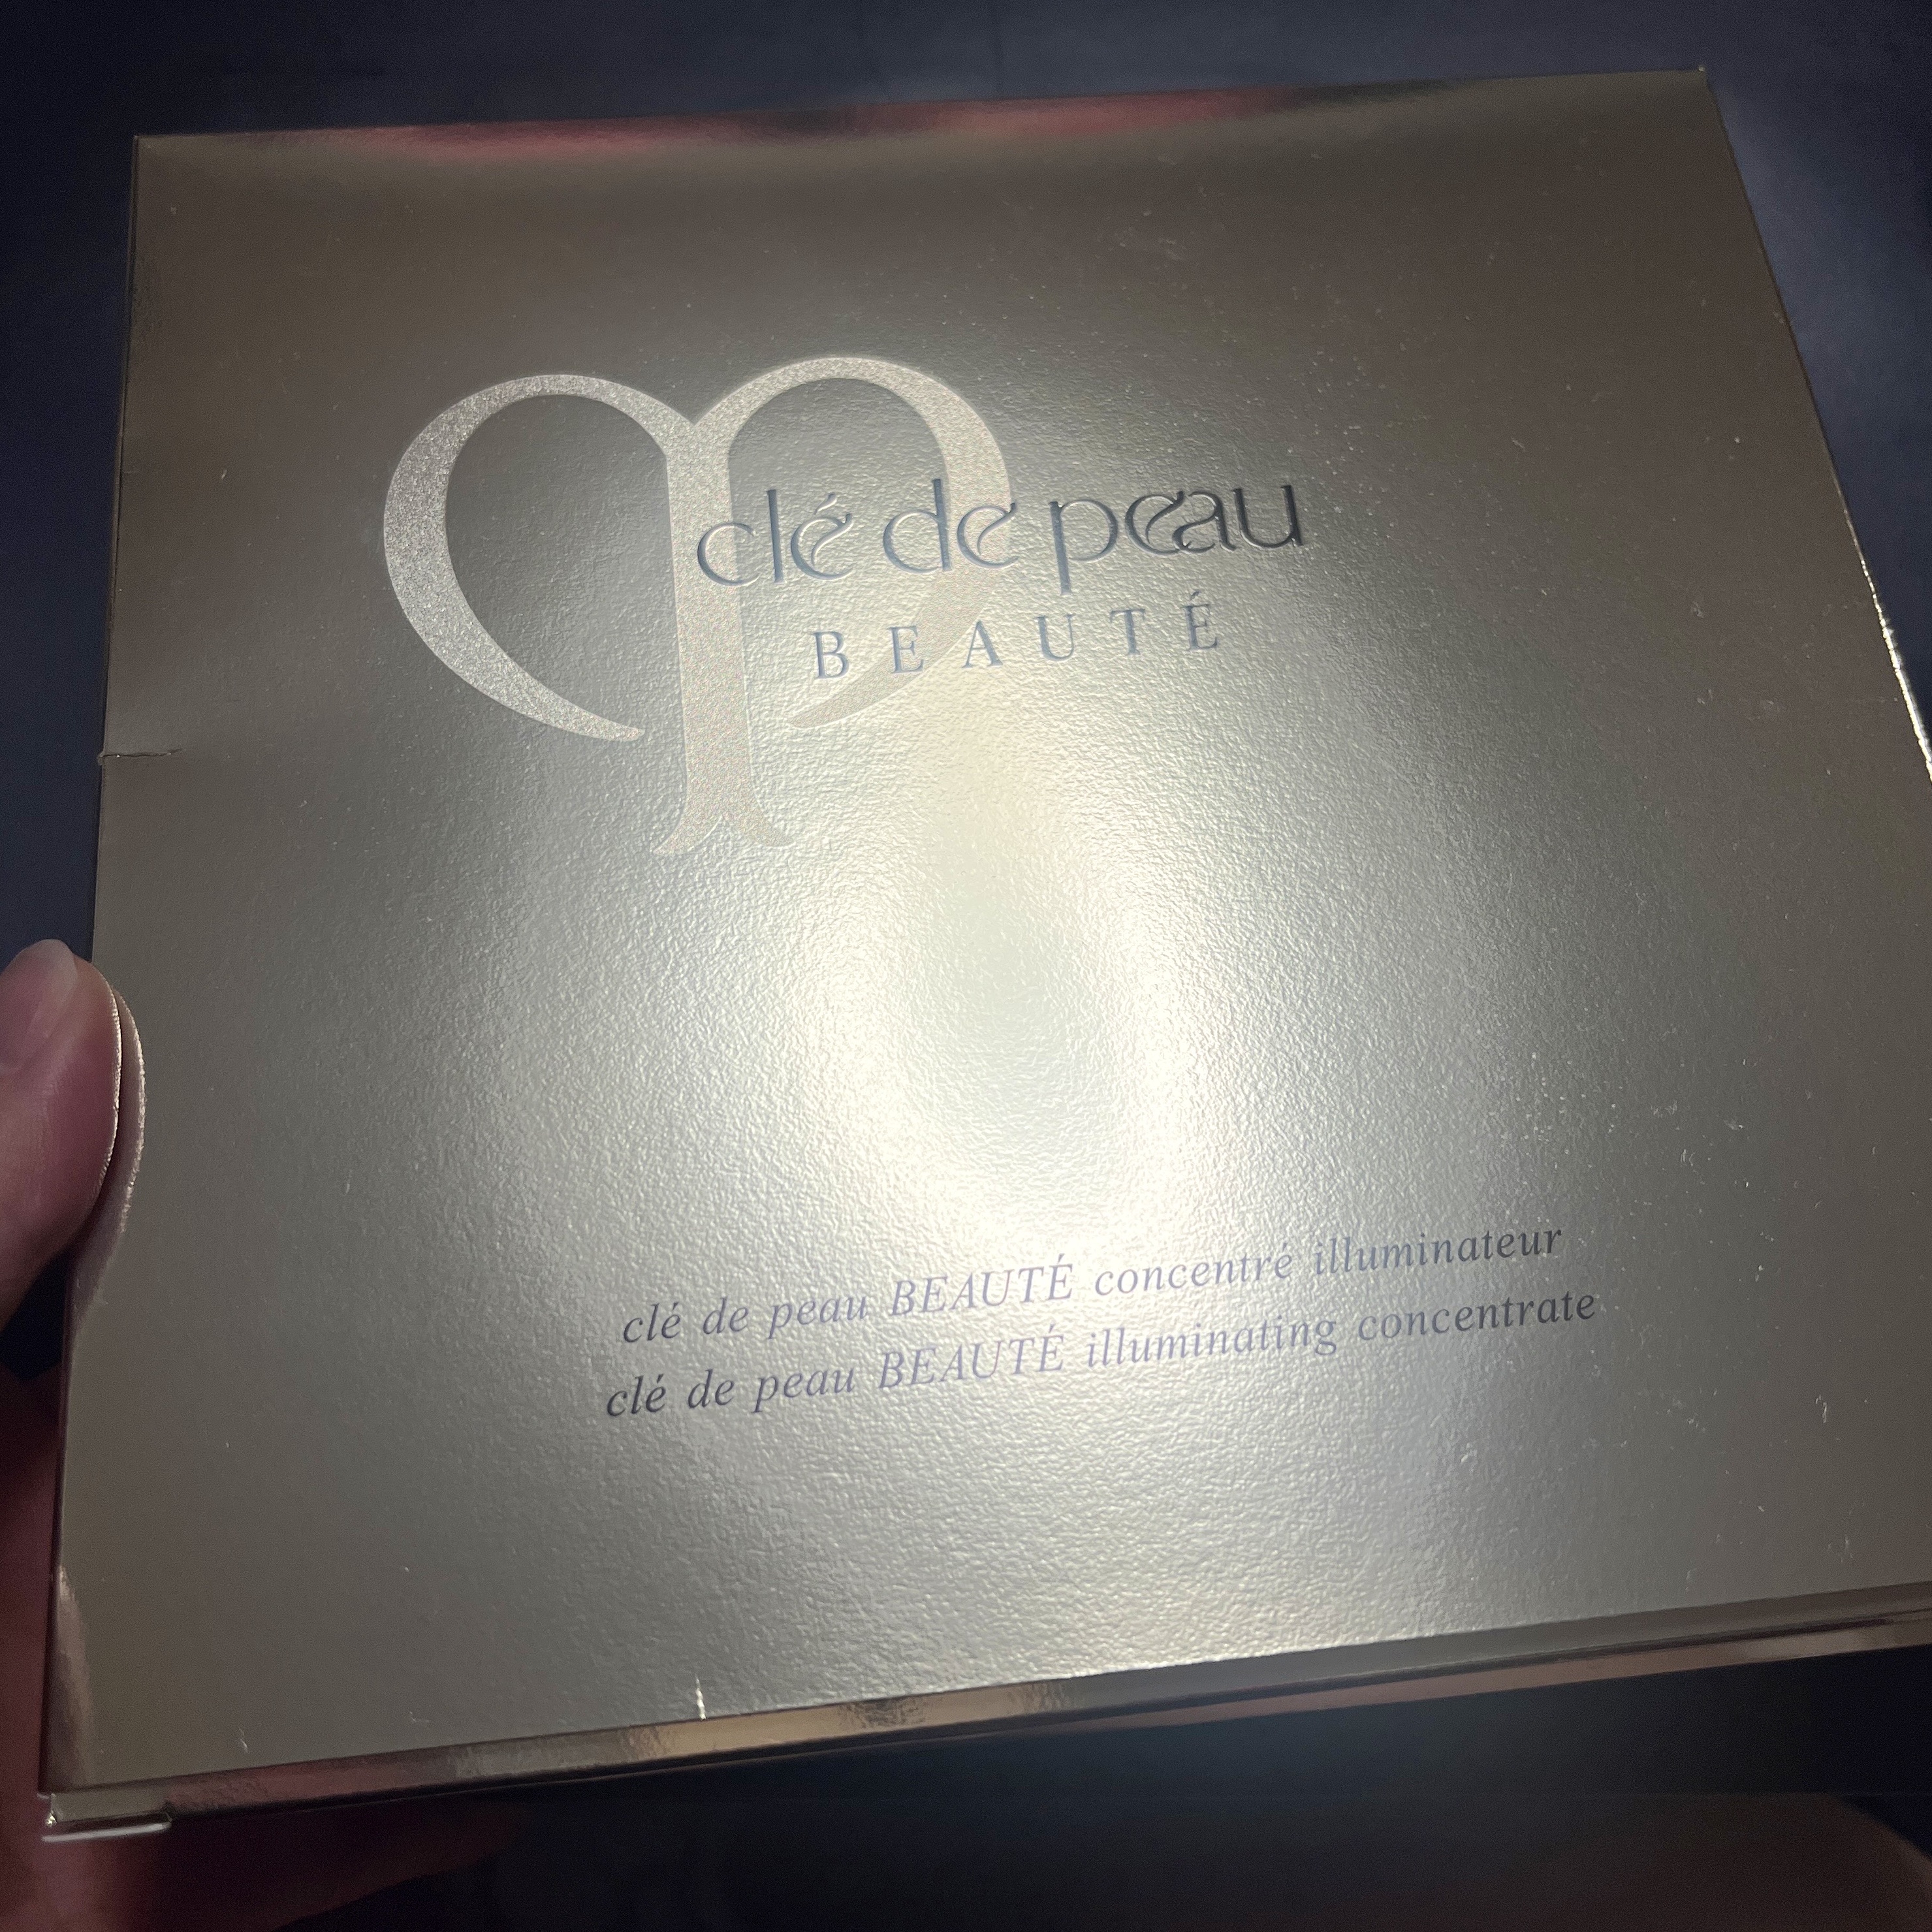 clé de peau
BEAUTÉ
clé de peau BEAUTÉ concentré illuminateur
clé de peau BEAUTÉ illuminating concentrate